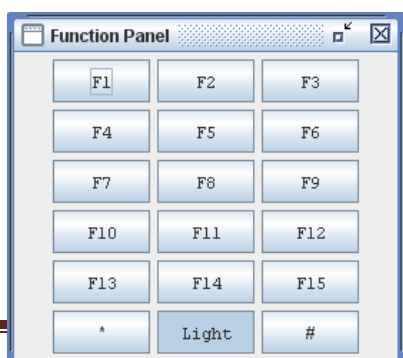 Function Panel
F1 F2 F3
F4 F5 F6
F7 F8 F9
F10 F11 F12
F13 F14 F15
* Light #